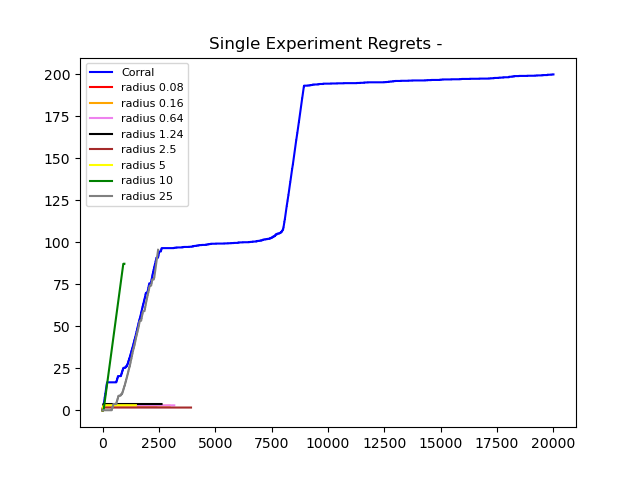 Single Experiment Regrets -
200
175
150
125
100
75
50
25
0
Corral
radius 0.08
radius 0.16
radius 0.64
radius 1.24
radius 2.5
radius 5
radius 10
radius 25
0 2500 5000 7500 10000 12500 15000 17500 20000